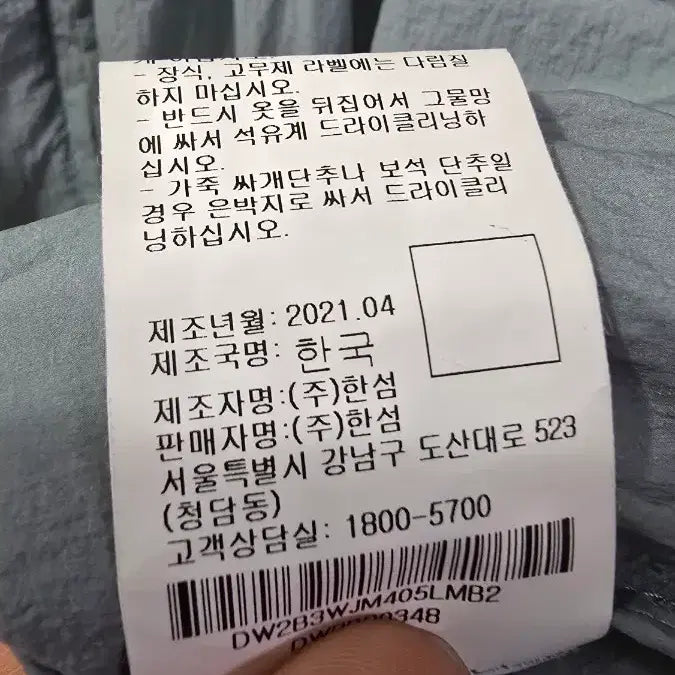 - 장식, 고무제 라벨에는 다림질
하지 마십시오.
- 반드시 옷을 뒤집어서 그물망
에 싸서 석유계 드라이클리닝하
십시오.
- 가죽 싸개단추나 보석 단추일
경우 은박지로 싸서 드라이클리
닝하십시오.
제조년월: 2021.04
제조국명: 한국
제조자명:(주)한섬
판매자명:(주)한섬
서울특별시 강남구 도산대로 523
(청담동)
고객상담실: 1800-5700
DW2B3WJM405LMB2